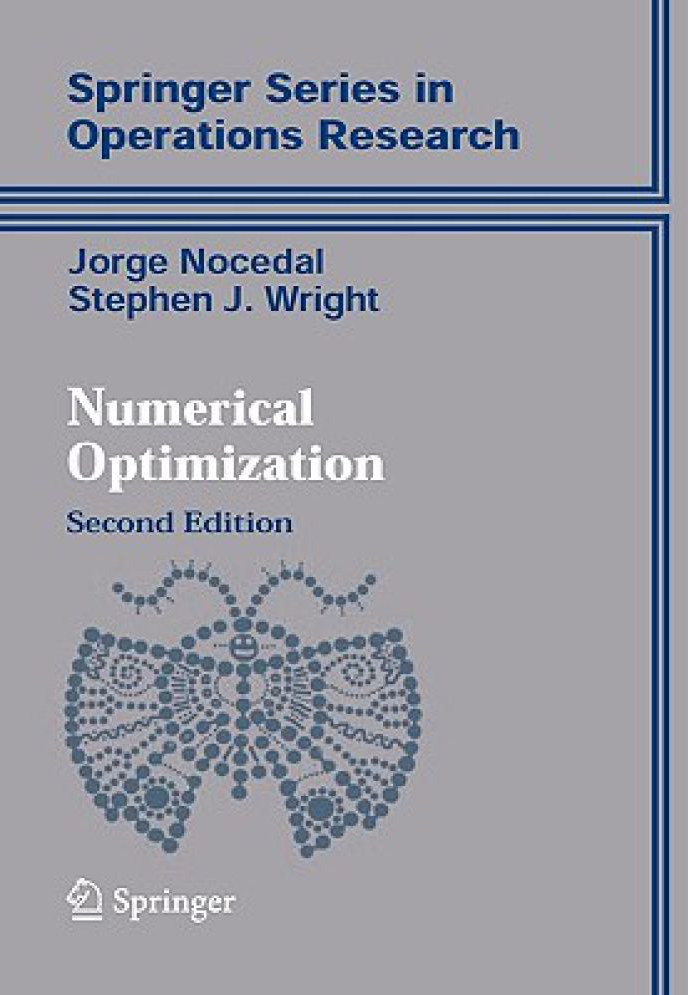 Springer Series in
Operations Research
Jorge Nocedal
Stephen J. Wright
Numerical
Optimization
Second Edition
Springer